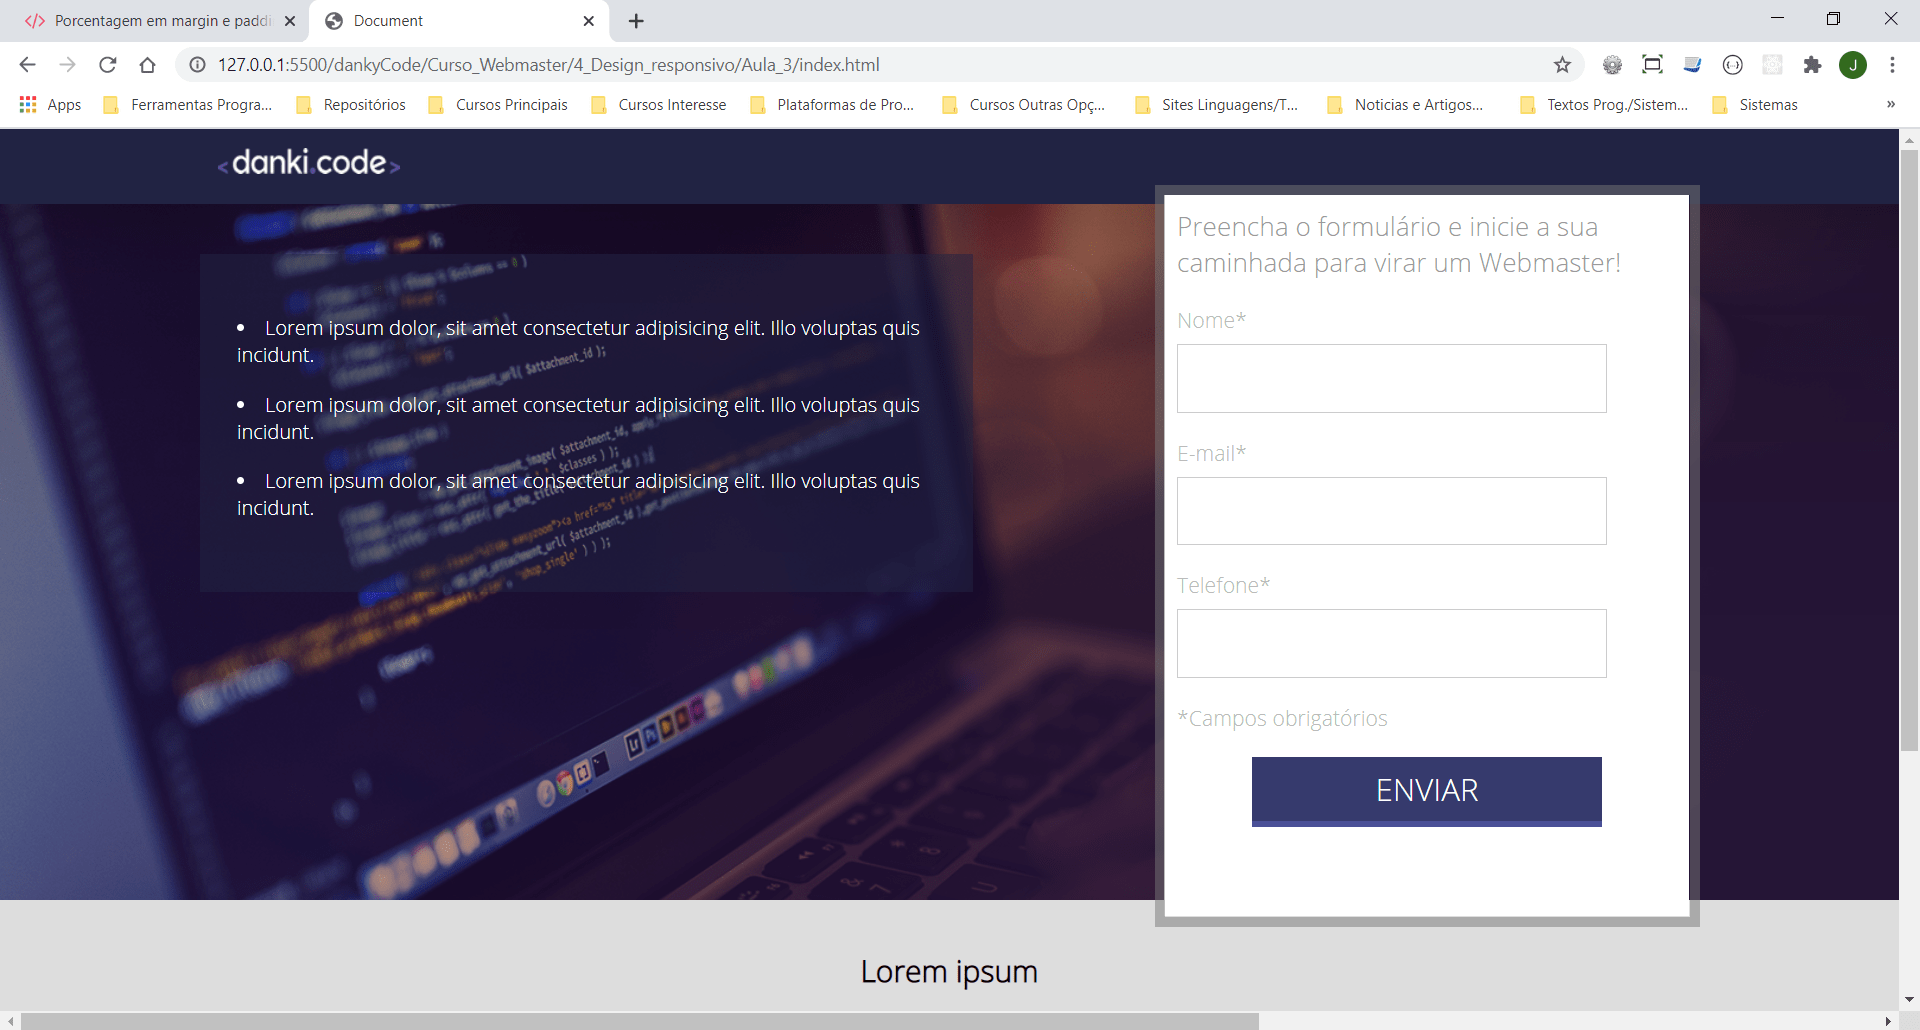 Porcentagem em margin e paddi
Document
127.0.0.1:5500/dankyCode/Curso_Webmaster/4_Design_responsivo/Aula_3/index.html
J
Apps
Ferramentas Progra...
Repositórios
Cursos Principais
Cursos Interesse
Plataformas de Pro...
Cursos Outras Opç...
Sites Linguagens/T...
Noticias e Artigos...
Textos Prog./Sistem...
Sistemas
»
<danki.code>
Preencha o formulário e inicie a sua
caminhada para virar um Webmaster!
• Lorem ipsum dolor, sit amet consectetur adipisicing elit. Illo voluptas quis
incidunt.
• Lorem ipsum dolor, sit amet consectetur adipisicing elit. Illo voluptas quis
incidunt.
• Lorem ipsum dolor, sit amet consectetur adipisicing elit. Illo voluptas quis
incidunt.
Nome*
E-mail*
Telefone*
*Campos obrigatórios
ENVIAR
Lorem ipsum